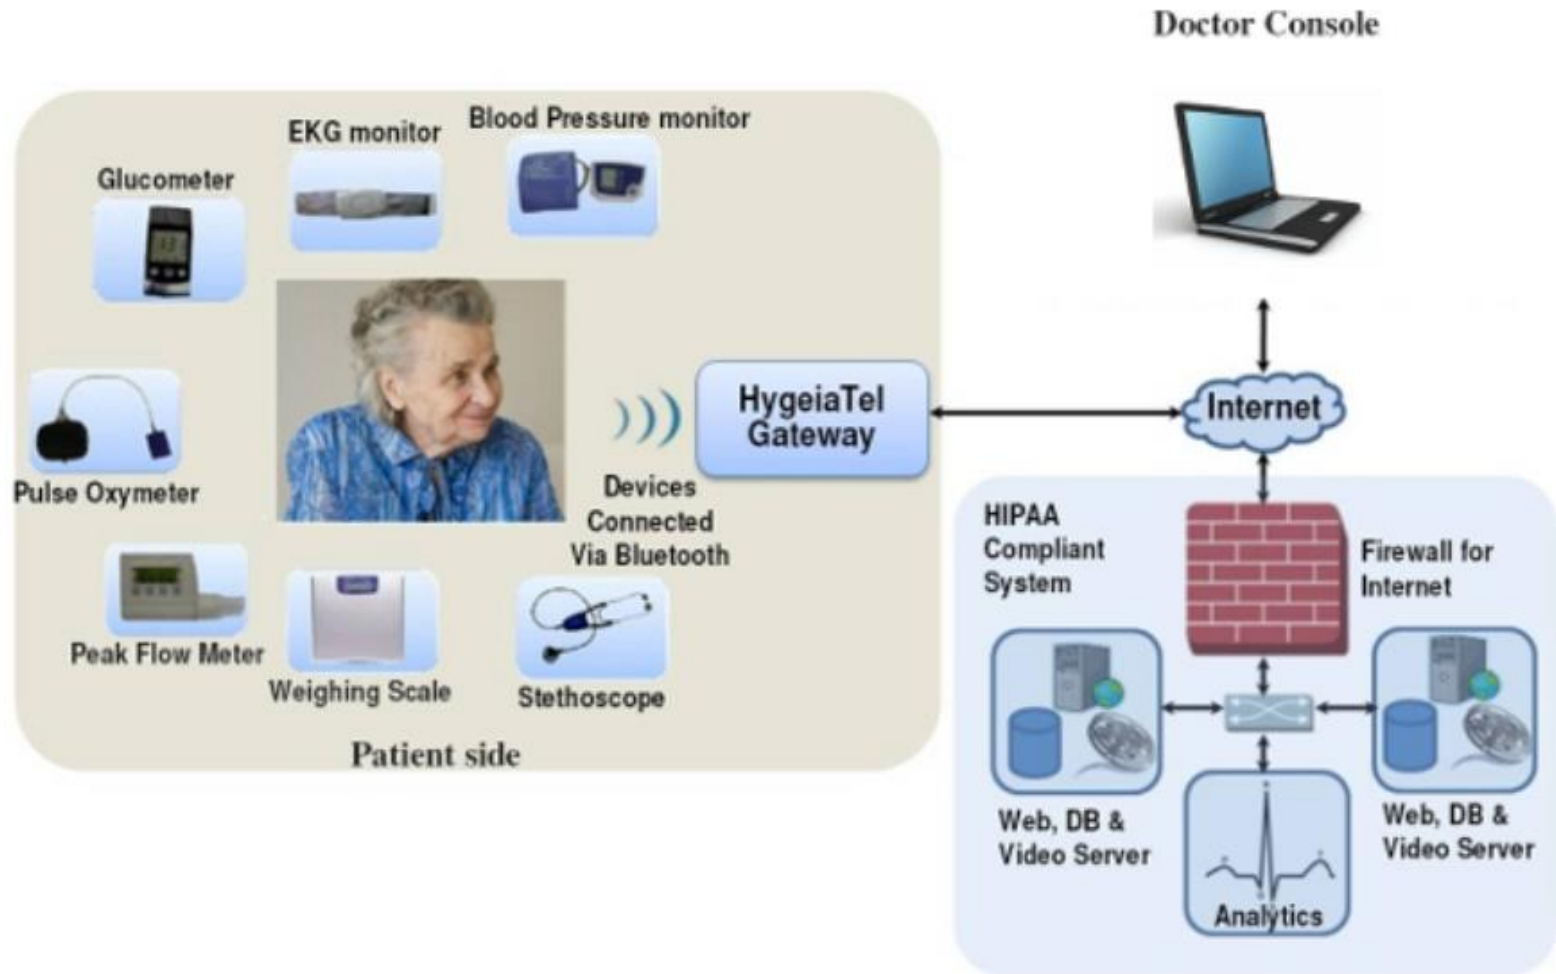 Doctor Console
EKG monitor
Blood Pressure monitor
Glucometer
HygeiaTel
Gateway
Internet
Pulse Oxymeter
Devices
Connected
Via Bluetooth
HIPAA
Compliant
System
Firewall for
Internet
Peak Flow Meter
Weighing Scale
Stethoscope
Patient side
Web, DB &
Video Server
Web, DB &
Video Server
Analytics